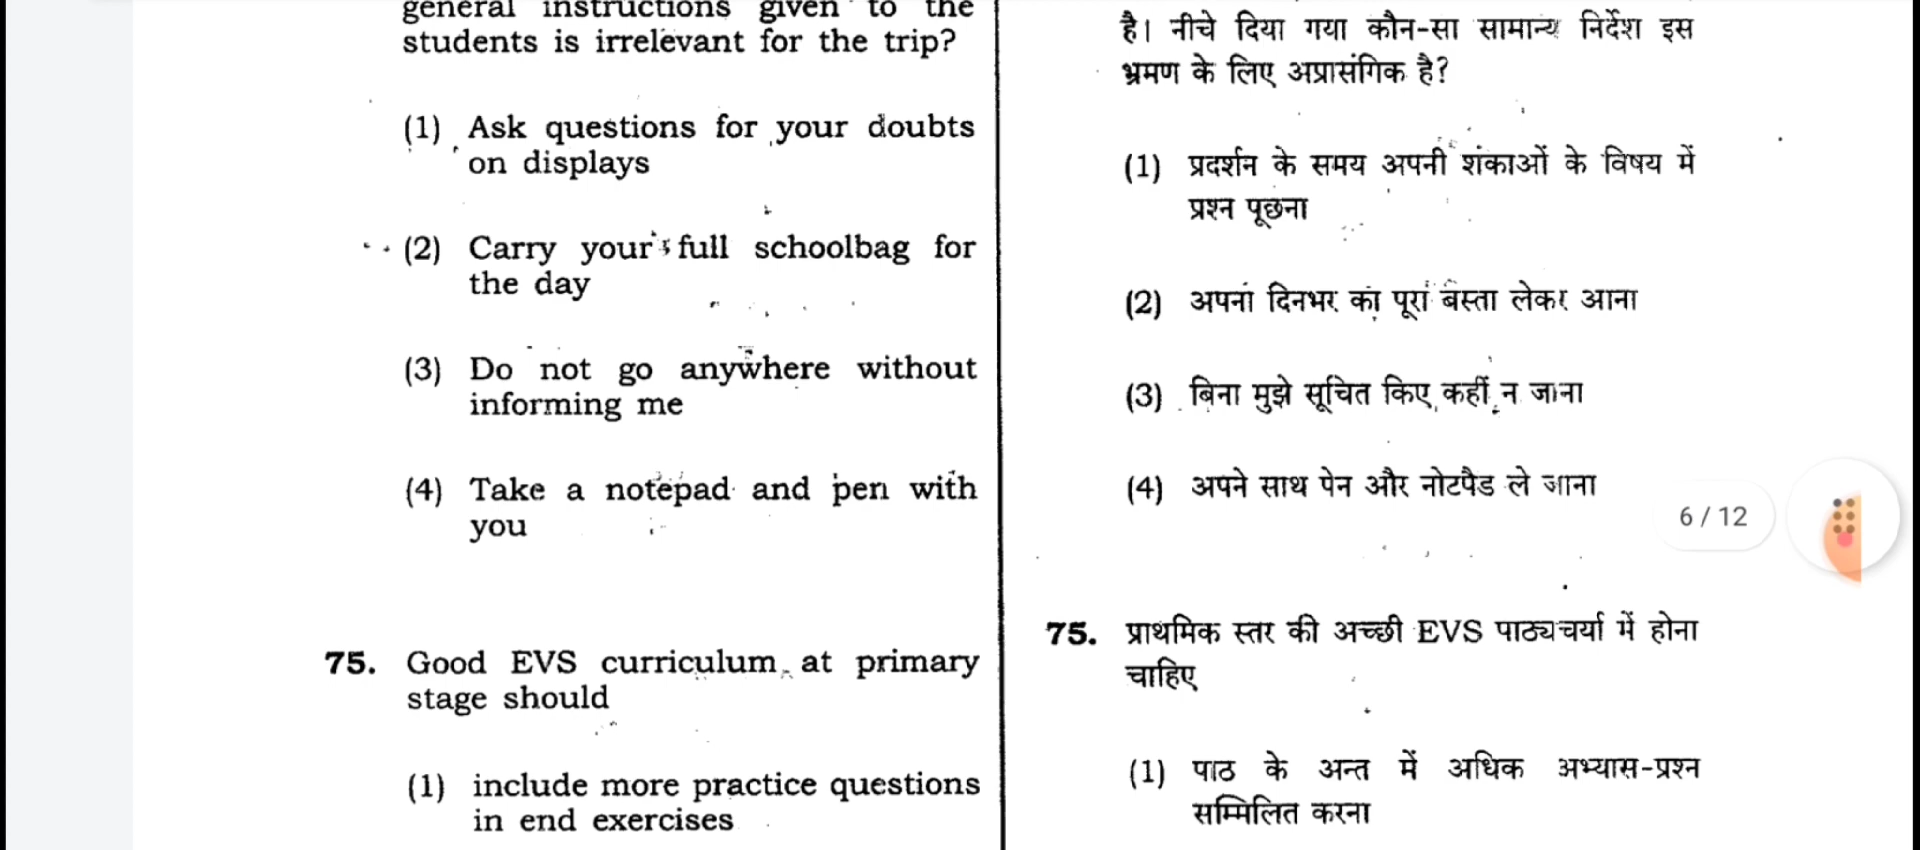 general instructions given to the
students is irrelevant for the trip?
(1) Ask questions for your doubts
on displays
(2) Carry your full schoolbag for
the day
(3) Do not go anywhere without
informing me
(4) Take a notepad and pen with
you
75. Good EVS curriculum at primary
stage should
(1) include more practice questions
in end exercises
है। नीचे दिया गया कौन-सा सामान्य निर्देश इस
भ्रमण के लिए अप्रासंगिक है?
(1) प्रदर्शन के समय अपनी शंकाओं के विषय में
प्रश्न पूछना
(2) अपना दिनभर का पूरा बस्ता लेकर आना
(3) बिना मुझे सूचित किए कहीं न जाना
(4) अपने साथ पेन और नोटपैड ले जाना
75. प्राथमिक स्तर की अच्छी EVS पाठ्यचर्या में होना
चाहिए
(1) पाठ के अन्त में अधिक अभ्यास-प्रश्न
सम्मिलित करना
6 / 12